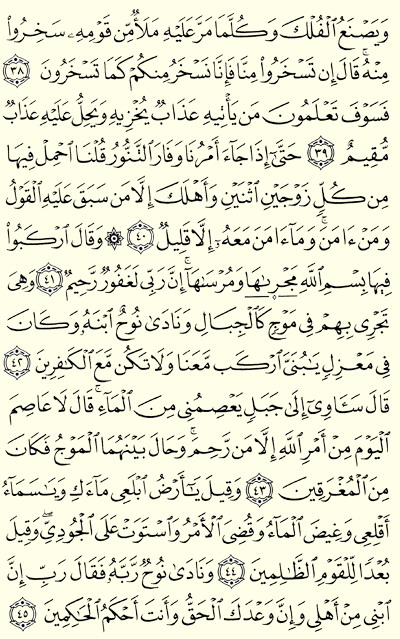 وَيَصْنَعُ ٱلْفُلْكَ وَكُلَّمَا مَرَّ عَلَيْهِ مَلَأٌ مِّن قَوْمِهِۦ سَخِرُوا۟
مِنْهُ ۚ قَالَ إِن تَسْخَرُوا۟ مِنَّا فَإِنَّا نَسْخَرُ مِنكُمْ كَمَا تَسْخَرُونَ ٣٨
فَسَوْفَ تَعْلَمُونَ مَن يَأْتِيهِ عَذَابٌ يُخْزِيهِ وَيَحِلُّ عَلَيْهِ عَذَابٌ
مُّقِيمٌ ٣٩ حَتَّىٰٓ إِذَا جَآءَ أَمْرُنَا وَفَارَ ٱلتَّنُّورُ قُلْنَا ٱحْمِلْ فِيهَا
مِن كُلٍّ زَوْجَيْنِ ٱثْنَيْنِ وَأَهْلَكَ إِلَّا مَن سَبَقَ عَلَيْهِ ٱلْقَوْلُ
وَمَنْ ءَامَنَ ۚ وَمَآ ءَامَنَ مَعَهُۥٓ إِلَّا قَلِيلٌ ٤٠ ۞ وَقَالَ ٱرْكَبُوا۟
فِيهَا بِسْمِ ٱللَّهِ مَجْر۪ىٰهَا وَمُرْسَىٰهَآ ۚ إِنَّ رَبِّى لَغَفُورٌ رَّحِيمٌ ٤١ وَهِىَ
تَجْرِى بِهِمْ فِى مَوْجٍ كَٱلْجِبَالِ وَنَادَىٰ نُوحٌ ٱبْنَهُۥ وَكَانَ
فِى مَعْزِلٍ يَـٰبُنَىَّ ٱرْكَب مَّعَنَا وَلَا تَكُن مَّعَ ٱلْكَـٰفِرِينَ ٤٢
قَالَ سَـَٔاوِىٓ إِلَىٰ جَبَلٍ يَعْصِمُنِى مِنَ ٱلْمَآءِ ۚ قَالَ لَا عَاصِمَ
ٱلْيَوْمَ مِنْ أَمْرِ ٱللَّهِ إِلَّا مَن رَّحِمَ ۚ وَحَالَ بَيْنَهُمَا ٱلْمَوْجُ فَكَانَ
مِنَ ٱلْمُغْرَقِينَ ٤٣ وَقِيلَ يَـٰٓأَرْضُ ٱبْلَعِى مَآءَكِ وَيَـٰسَمَآءُ
أَقْلِعِى وَغِيضَ ٱلْمَآءُ وَقُضِىَ ٱلْأَمْرُ وَٱسْتَوَتْ عَلَى ٱلْجُودِىِّ ۖ وَقِيلَ
بُعْدًا لِّلْقَوْمِ ٱلظَّـٰلِمِينَ ٤٤ وَنَادَىٰ نُوحٌ رَّبَّهُۥ فَقَالَ رَبِّ إِنَّ
ٱبْنِى مِنْ أَهْلِى وَإِنَّ وَعْدَكَ ٱلْحَقُّ وَأَنتَ أَحْكَمُ ٱلْحَـٰكِمِينَ ٤٥